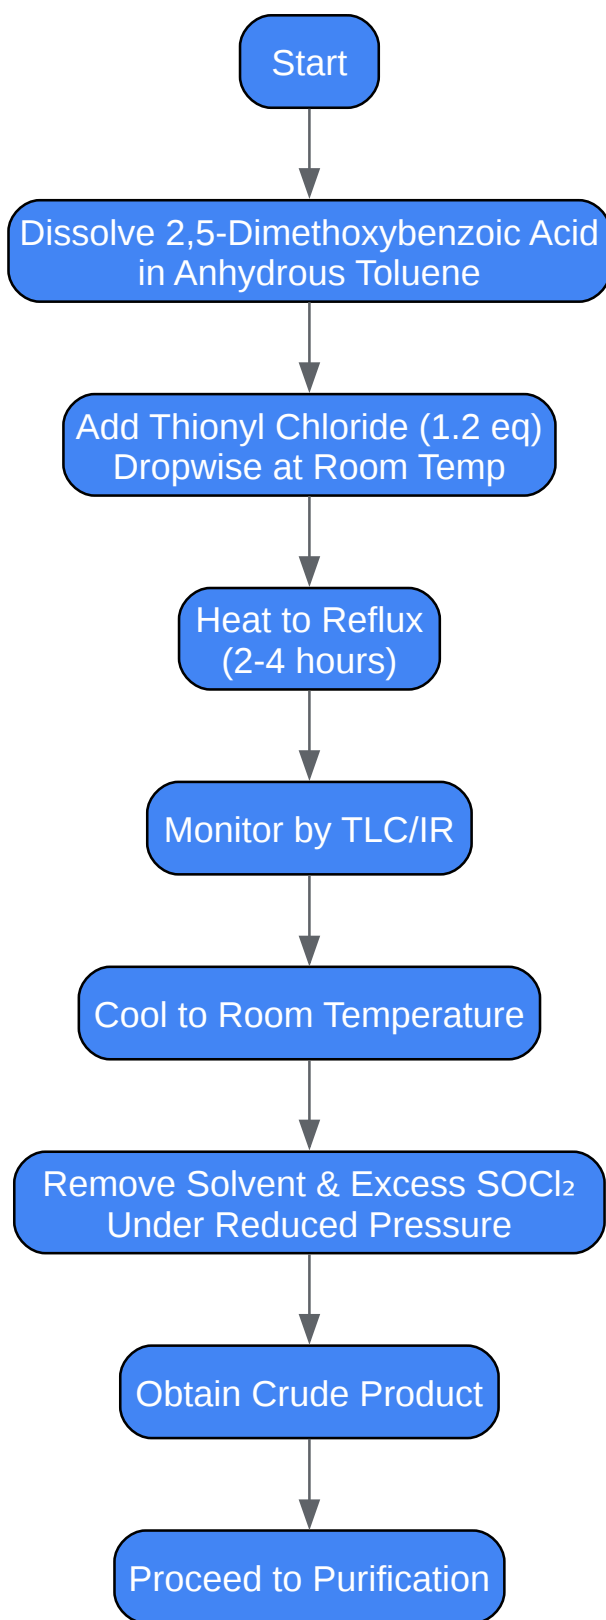 Start
Dissolve 2,5-Dimethoxybenzoic Acid
in Anhydrous Toluene
Add Thionyl Chloride (1.2 eq)
Dropwise at Room Temp
Heat to Reflux
(2-4 hours)
Monitor by TLC/IR
Cool to Room Temperature
Remove Solvent & Excess SOCl₂
Under Reduced Pressure
Obtain Crude Product
Proceed to Purification